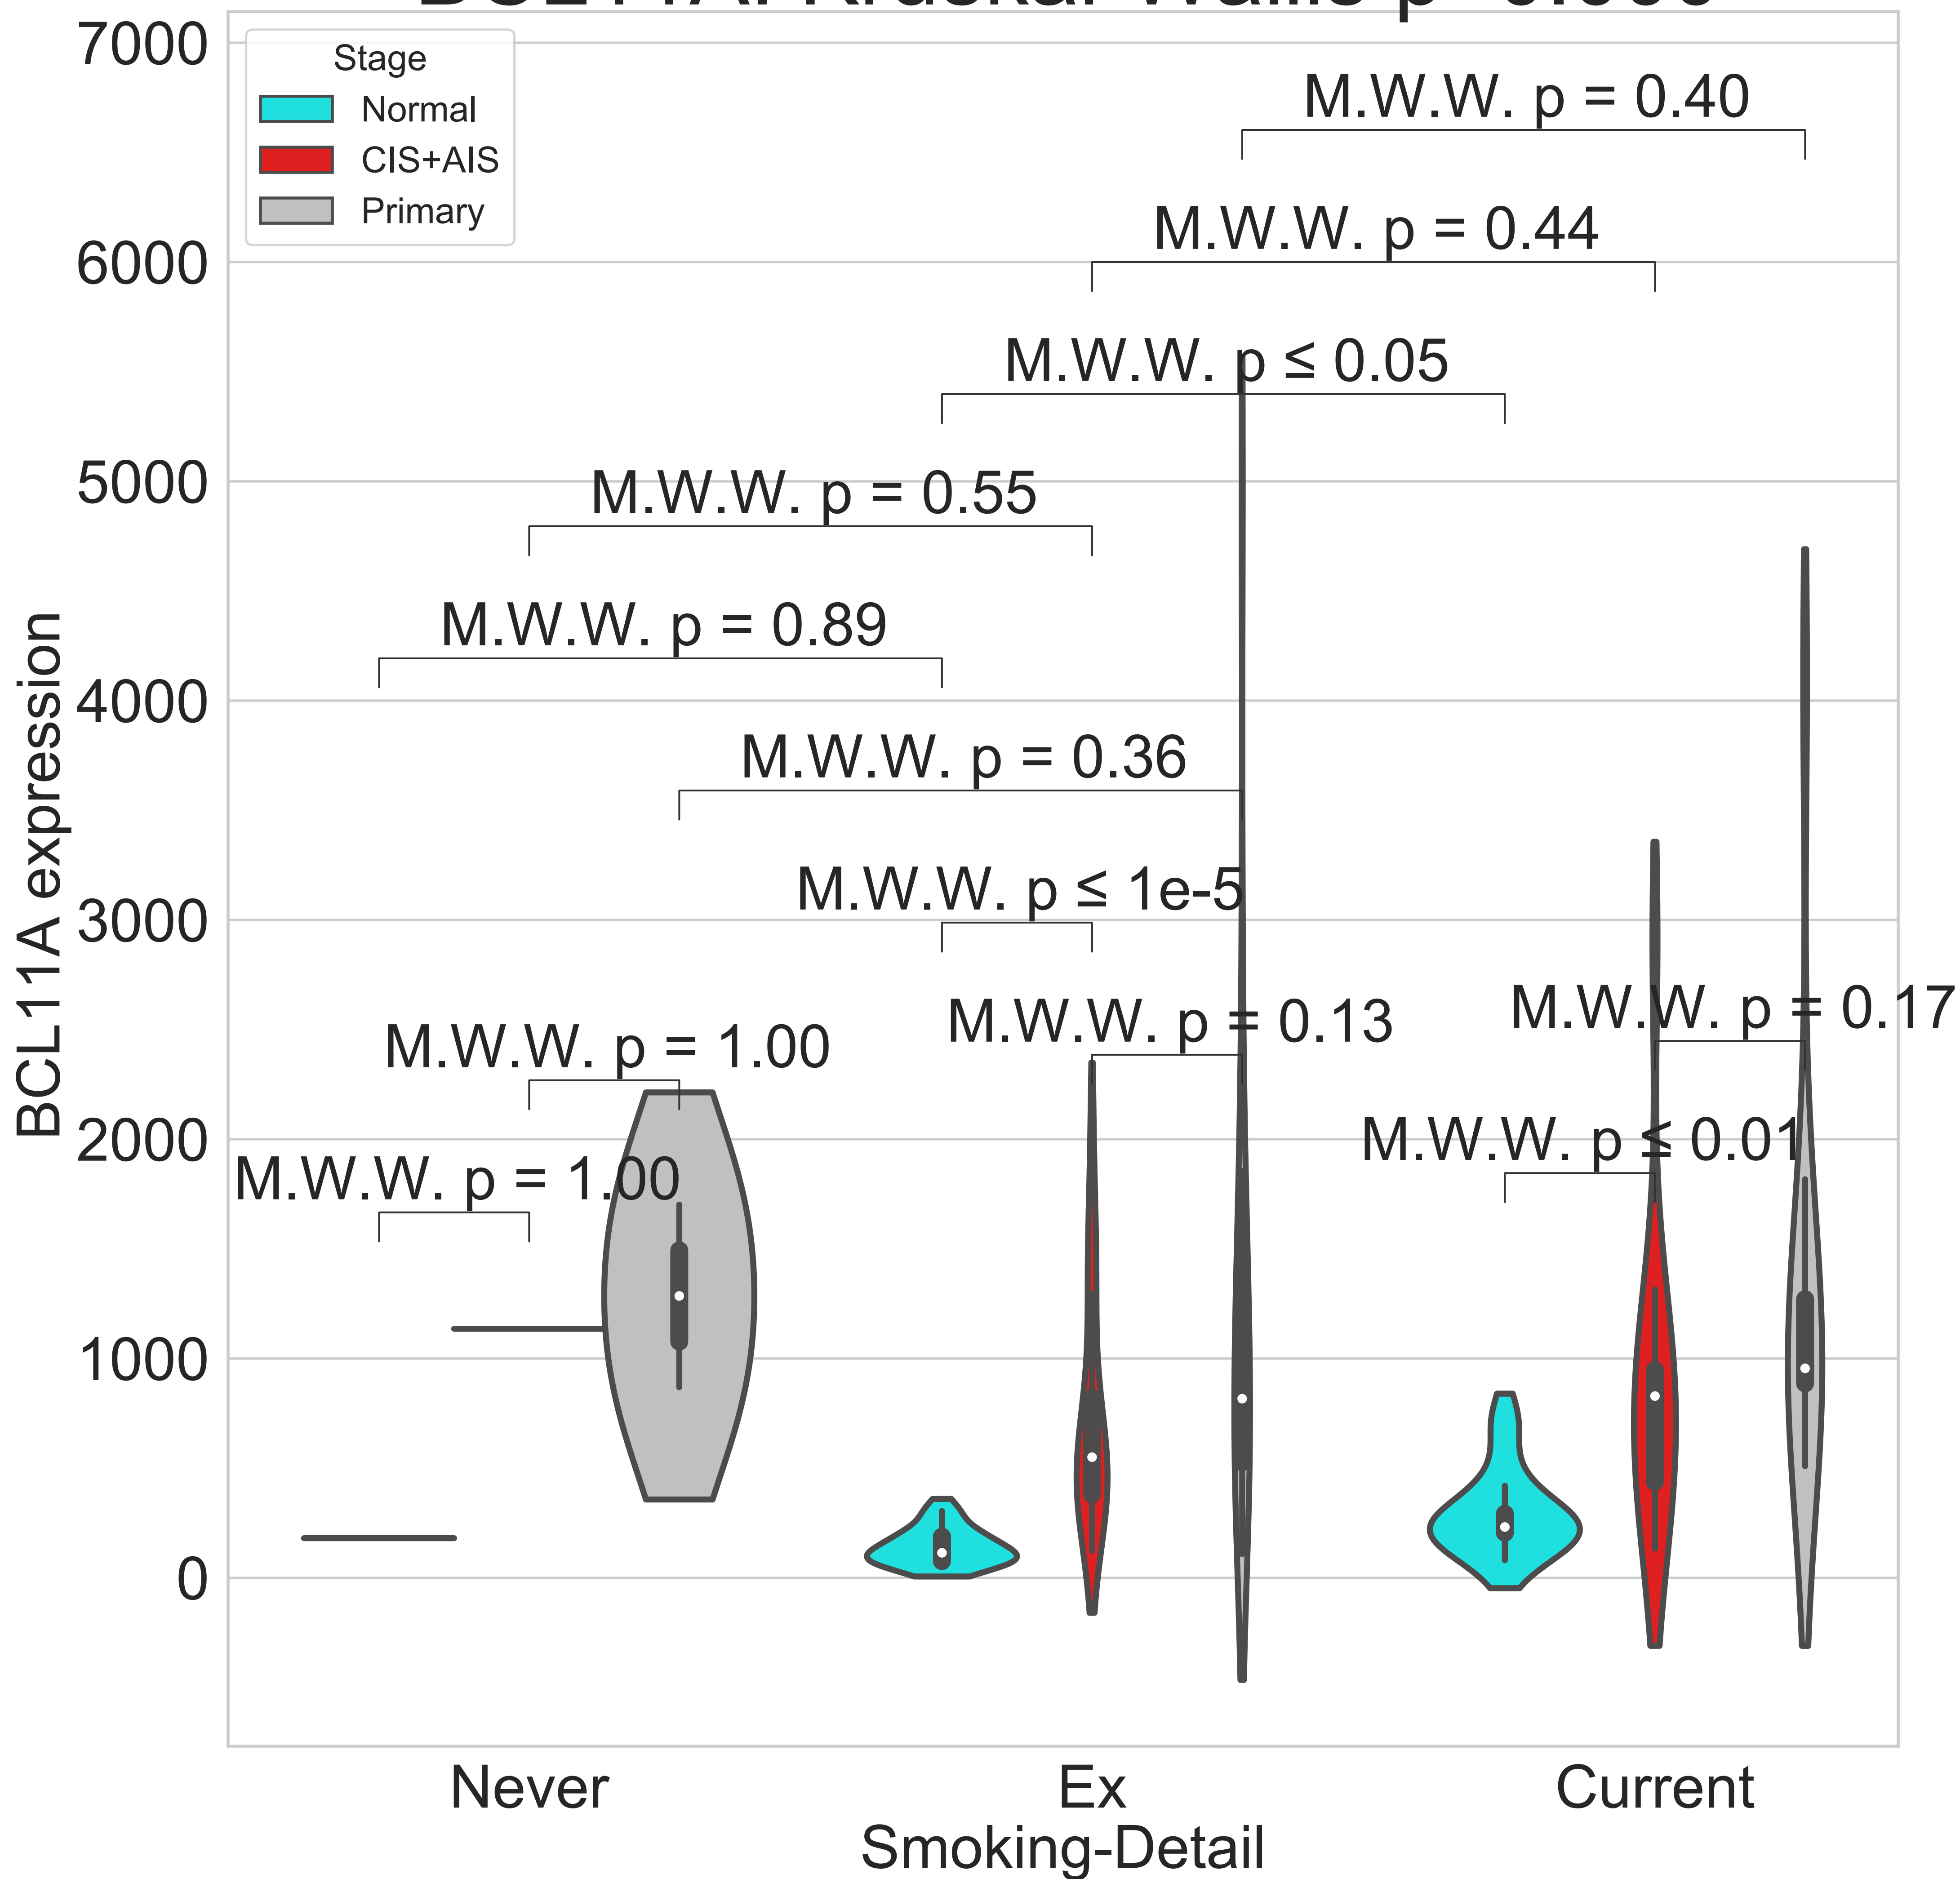 7000
6000
5000
4000
3000
2000
1000
0
BCL11A expression
Stage
Normal
CIS+AIS
Primary
M.W.W. p = 0.40
M.W.W. p = 0.44
M.W.W. p ≤ 0.05
M.W.W. p = 0.55
M.W.W. p = 0.89
M.W.W. p = 0.36
M.W.W. p ≤ 1e-5
M.W.W. p = 0.13
M.W.W. p = 0.17
M.W.W. p = 1.00
M.W.W. p ≤ 0.01
M.W.W. p = 1.00
Never
Ex
Current
Smoking-Detail